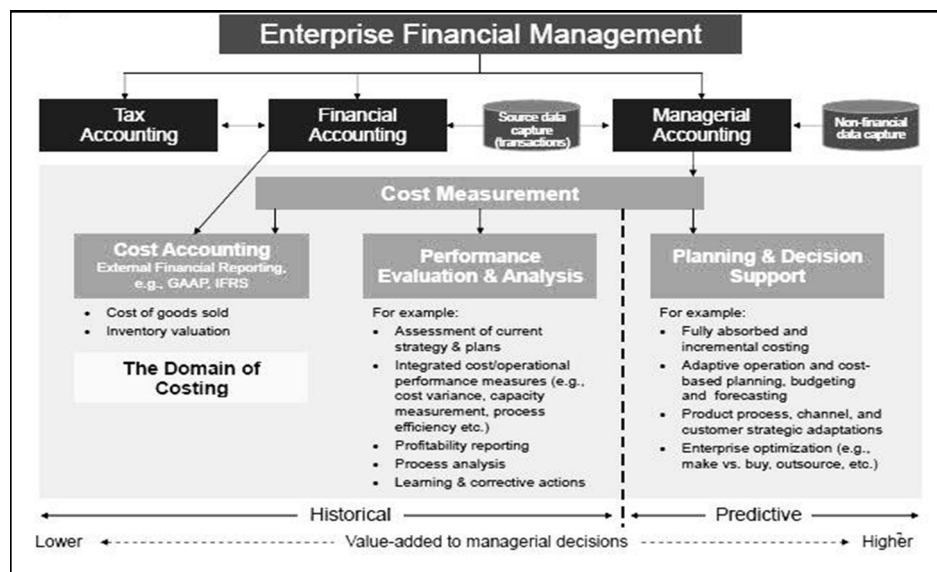 Enterprise Financial Management
Tax
Accounting
Financial
Accounting
Source data
capture
(transactions)
Managerial
Accounting
Non-financial
data capture
Cost Measurement
Cost Accounting
External Financial Reporting,
e.g., GAAP, IFRS
• Cost of goods sold
• Inventory valuation
The Domain of
Costing
Performance
Evaluation & Analysis
For example:
• Assessment of current
strategy & plans
• Integrated cost/operational
performance measures (e.g.,
cost variance, capacity
measurement, process
efficiency etc.)
• Profitability reporting
• Process analysis
• Learning & corrective actions
Planning & Decision
Support
For example:
• Fully absorbed and
incremental costing
• Adaptive operation and cost-
based planning, budgeting
and forecasting
• Product process, channel, and
customer strategic adaptations
• Enterprise optimization (e.g.,
make vs. buy, outsource, etc.)
Historical
Predictive
Lower
Value-added to managerial decisions
Higher